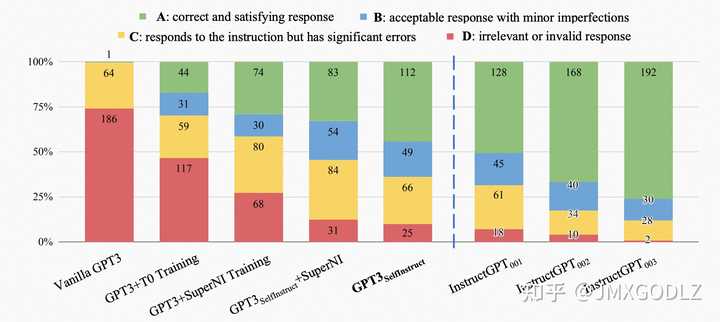 A: correct and satisfying response
B: acceptable response with minor imperfections
C: responds to the instruction but has significant errors
D: irrelevant or invalid response
100%
75%
50%
25%
0%
1
64
186
44
31
59
117
74
30
80
68
83
54
84
31
112
49
66
25
128
45
61
18
168
40
34
10
192
30
28
2
Vanilla GPT3
GPT3+T0 Training
GPT3+SuperNI Training
GPT3SelfInstruct+SuperNI
GPT3SelfInstruct
InstructGPT001
InstructGPT002
InstructGPT003
知乎 @JMXGODLZ